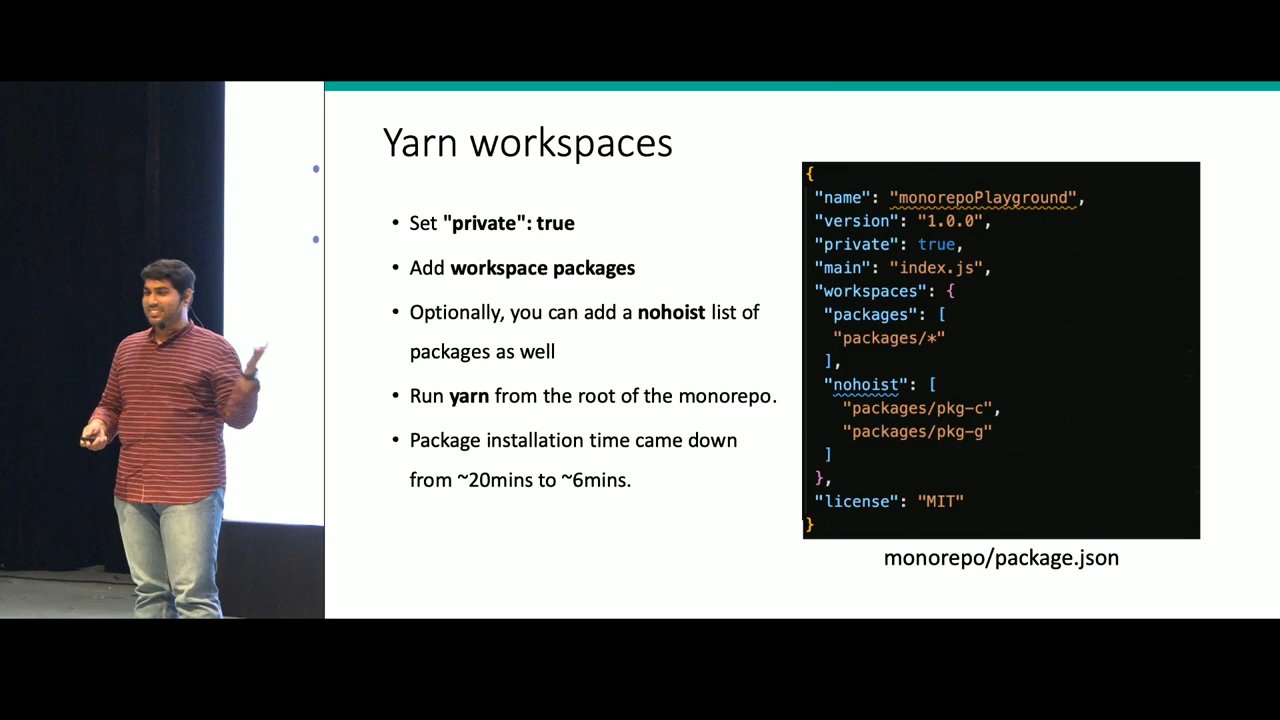 Yarn workspaces
• Set "private": true
• Add workspace packages
• Optionally, you can add a nohoist list of
packages as well
• Run yarn from the root of the monorepo.
• Package installation time came down
from ~20mins to ~6mins.
{
"name": "monorepoPlayground",
"version": "1.0.0",
"private": true,
"main": "index.js",
"workspaces": {
"packages": [
"packages/*"
],
"nohoist": [
"packages/pkg-c",
"packages/pkg-g"
]
},
"license": "MIT"
}
monorepo/package.json